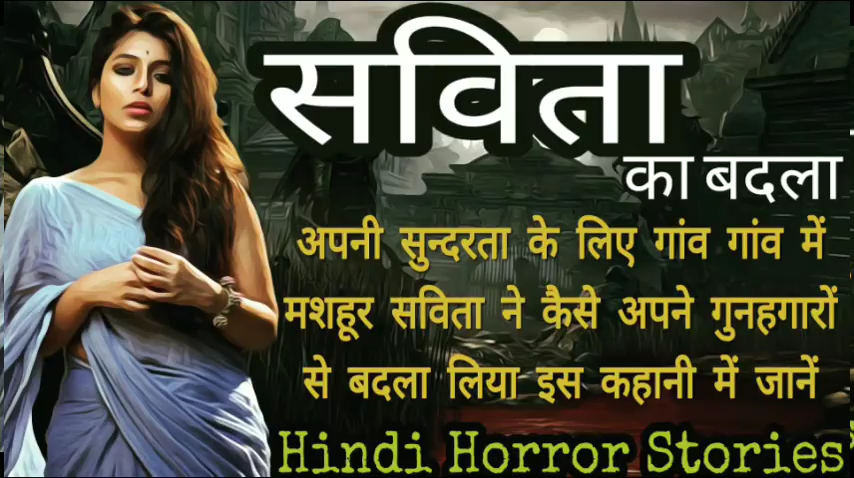 सविता
का बदला
अपनी सुन्दरता के लिए गांव गांव में
मशहूर सविता ने कैसे अपने गुनहगारों
से बदला लिया इस कहानी में जानें
Hindi Horror Stories